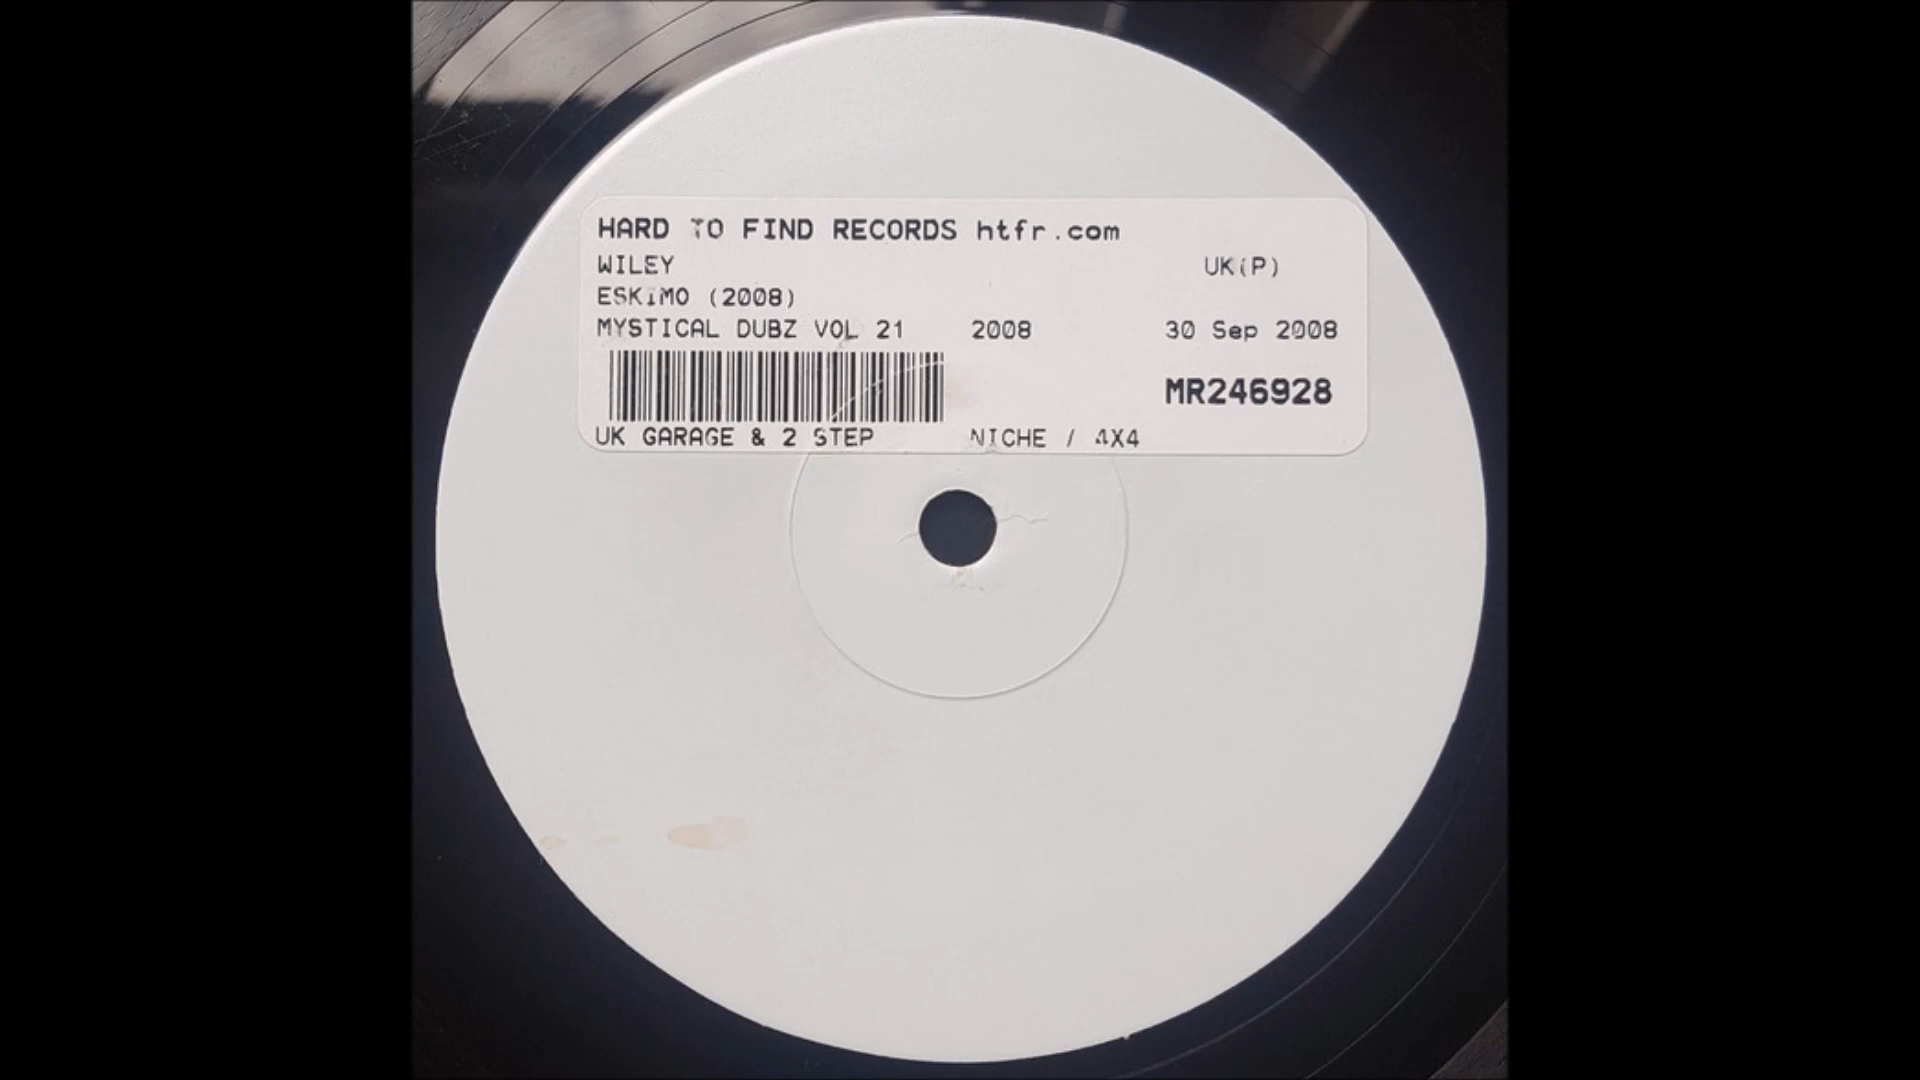 HARD TO FIND RECORDS htfr.com
WILEY UK(P)
ESKIMO (2008)
MYSTICAL DUBZ VOL 21 2008 30 Sep 2008
MR246928
UK GARAGE & 2 STEP NICHE / 4X4